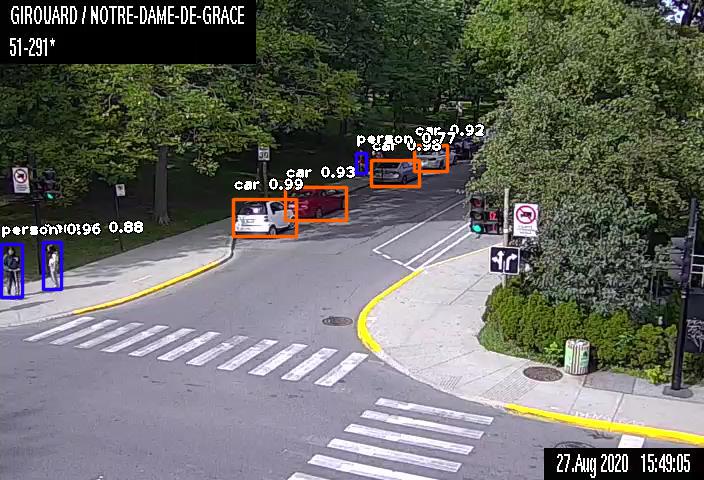 GIROUARD / NOTRE-DAME-DE-GRACE
51-291*
car 0.92
person 0.77
car 0.98
car 0.93
car 0.99
person 0.96 0.88
27.Aug 2020 15:49:05